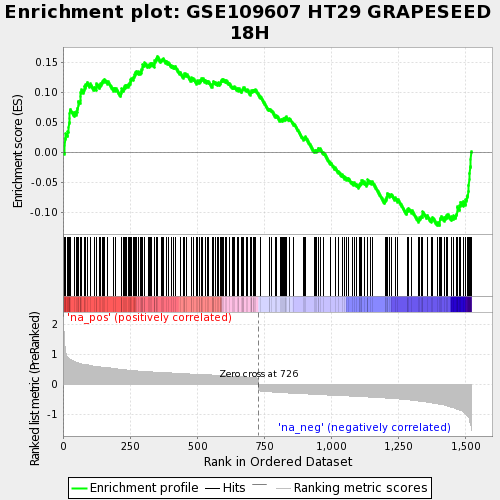 Enrichment plot: GSE109607 HT29 GRAPESEED
18H
Enrichment score (ES)
0.15
0.10
0.05
0.00
-0.05
-0.10
'na_pos' (positively correlated)
Ranked list metric (PreRanked)
2
1
0
-1
Zero cross at 726
'na_neg' (negatively correlated)
0
250
500
750
1,000
1,250
1,500
Rank in Ordered Dataset
Enrichment profile
Hits
Ranking metric scores